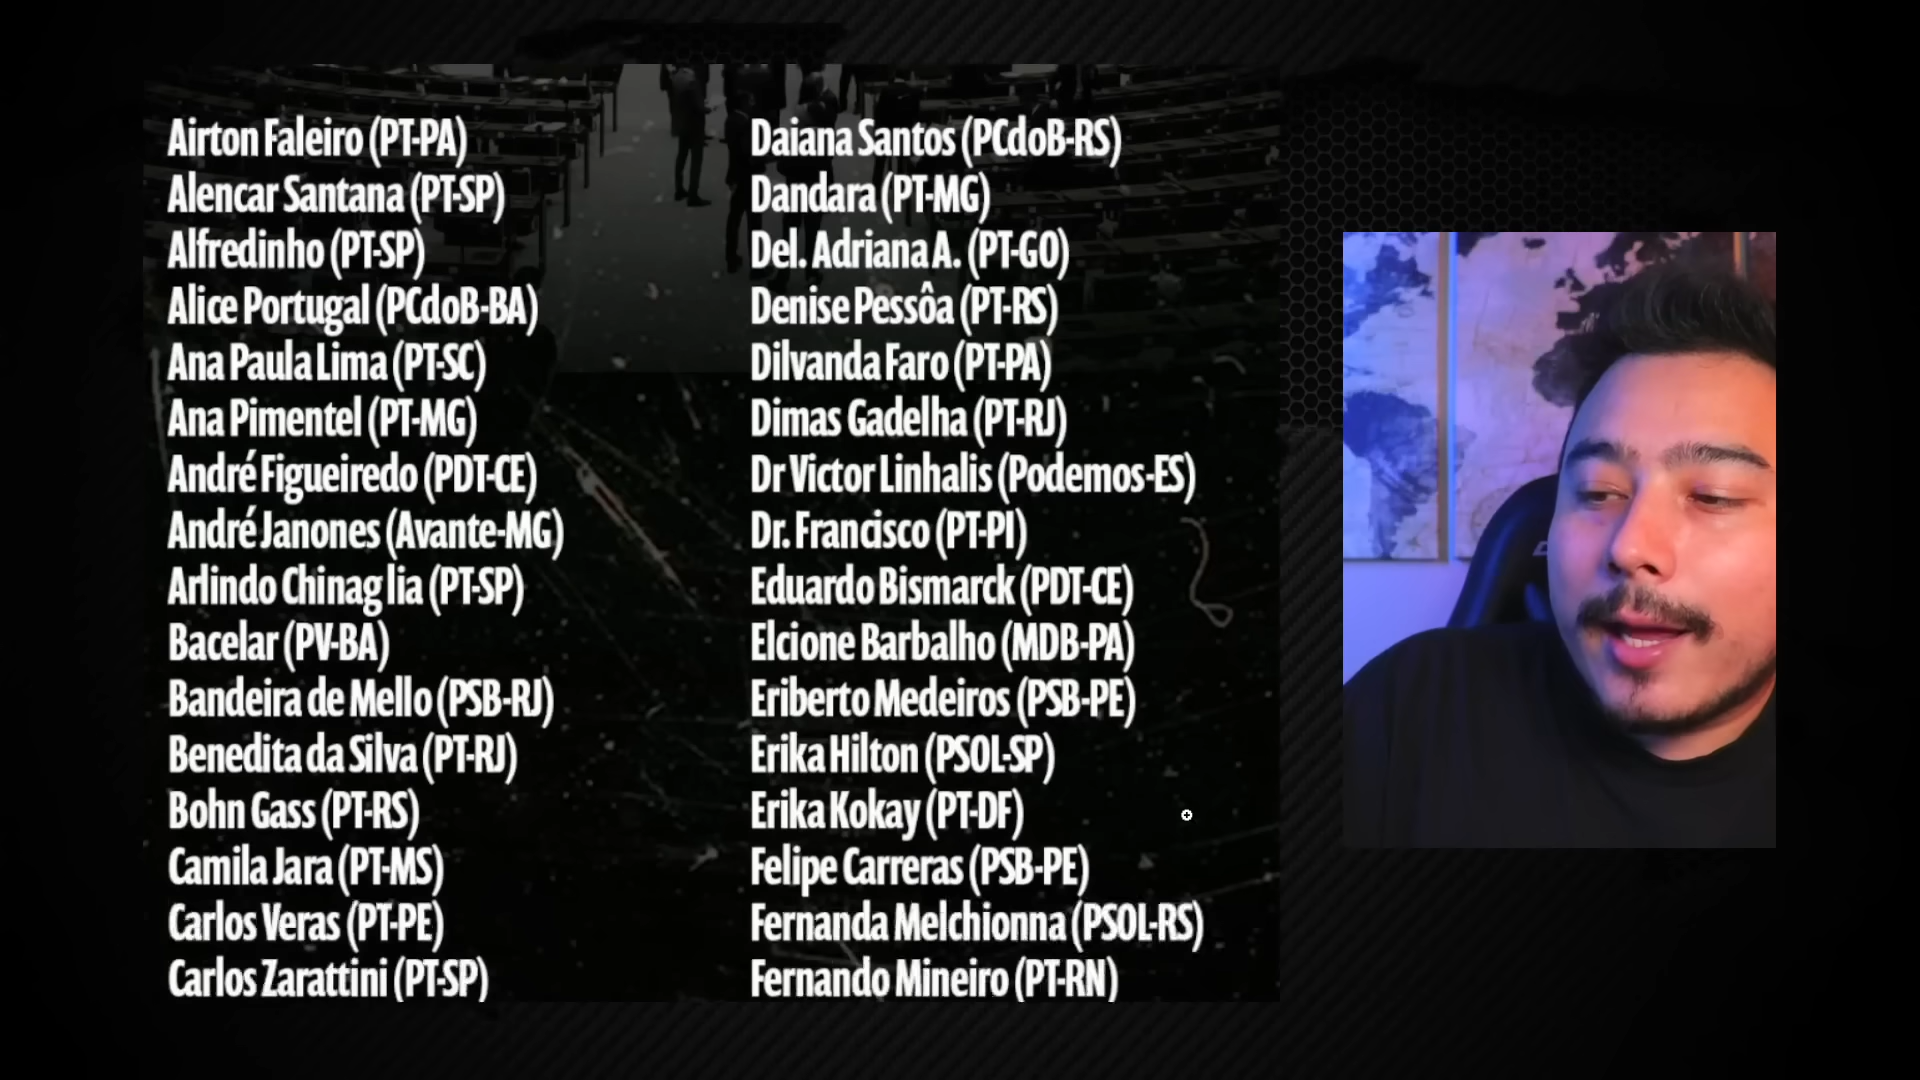 Airton Faleiro (PT-PA)
Alencar Santana (PT-SP)
Alfredinho (PT-SP)
Alice Portugal (PCdoB-BA)
Ana Paula Lima (PT-SC)
Ana Pimentel (PT-MG)
André Figueiredo (PDT-CE)
André Janones (Avante-MG)
Arlindo Chinag lia (PT-SP)
Bacelar (PV-BA)
Bandeira de Mello (PSB-RJ)
Benedita da Silva (PT-RJ)
Bohn Gass (PT-RS)
Camila Jara (PT-MS)
Carlos Veras (PT-PE)
Carlos Zarattini (PT-SP)
Daiana Santos (PCdoB-RS)
Dandara (PT-MG)
Del. Adriana A. (PT-GO)
Denise Pessôa (PT-RS)
Dilvanda Faro (PT-PA)
Dimas Gadelha (PT-RJ)
Dr Victor Linhalis (Podemos-ES)
Dr. Francisco (PT-PI)
Eduardo Bismarck (PDT-CE)
Elcione Barbalho (MDB-PA)
Eriberto Medeiros (PSB-PE)
Erika Hilton (PSOL-SP)
Erika Kokay (PT-DF)
Felipe Carreras (PSB-PE)
Fernanda Melchionna (PSOL-RS)
Fernando Mineiro (PT-RN)